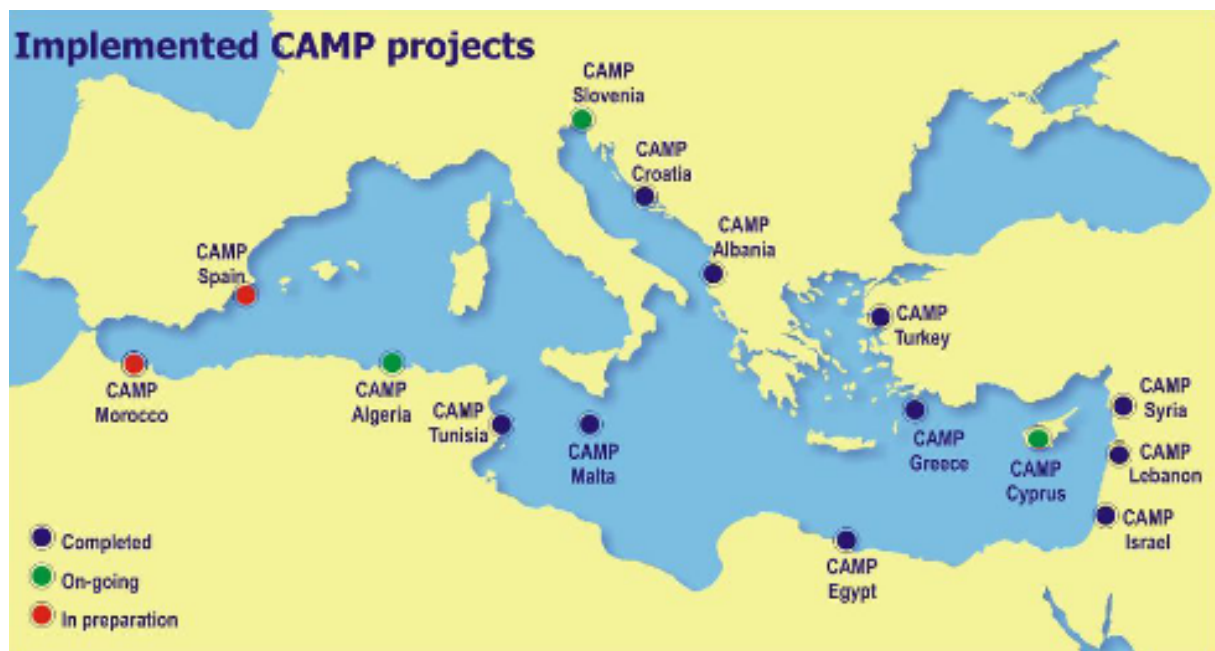 Implemented CAMP projects
CAMP
Slovenia
CAMP
Croatia
CAMP
Albania
CAMP
Spain
CAMP
Turkey
CAMP
Morocco
CAMP
Algeria
CAMP
Tunisia
CAMP
Malta
CAMP
Greece
CAMP
Cyprus
CAMP
Syria
CAMP
Lebanon
CAMP
Israel
CAMP
Egypt
Completed
On-going
In preparation